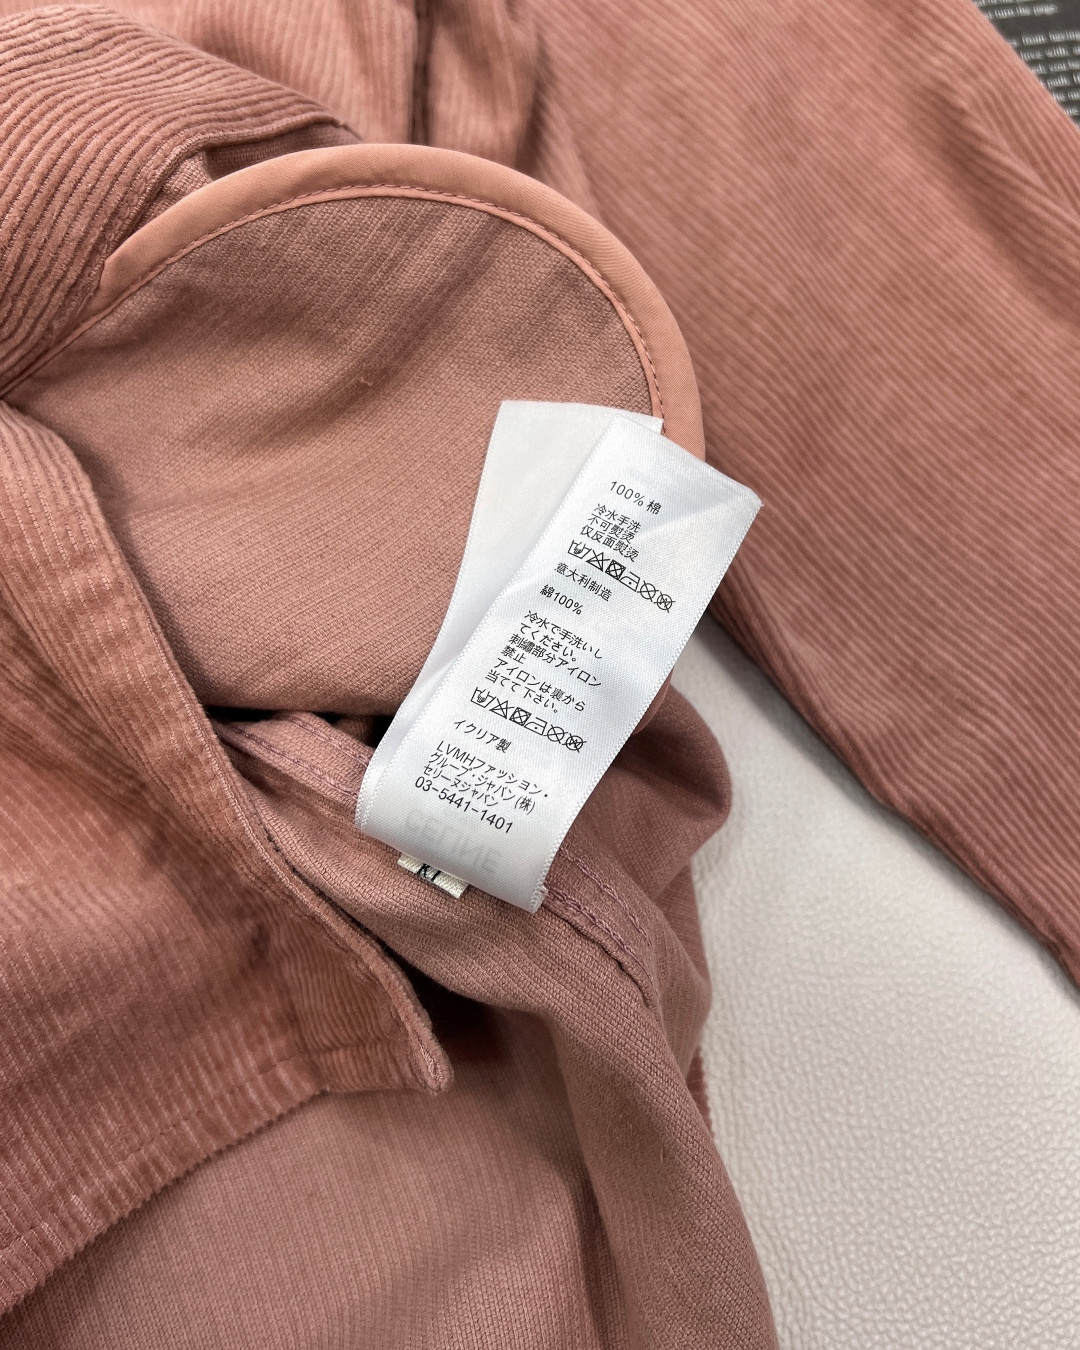 100% 棉
冷水手洗
不可熨烫
仅反面熨烫
意大利制造
綿100%
冷水で手洗いし
てください。
刺繍部分アイロン
禁止
アイロンは裏から
当てて下さい。
イクリア製
LVMHファッション・
グループ・ジャパン(株)
セリーヌジャパン
03-5441-1401
CELINE